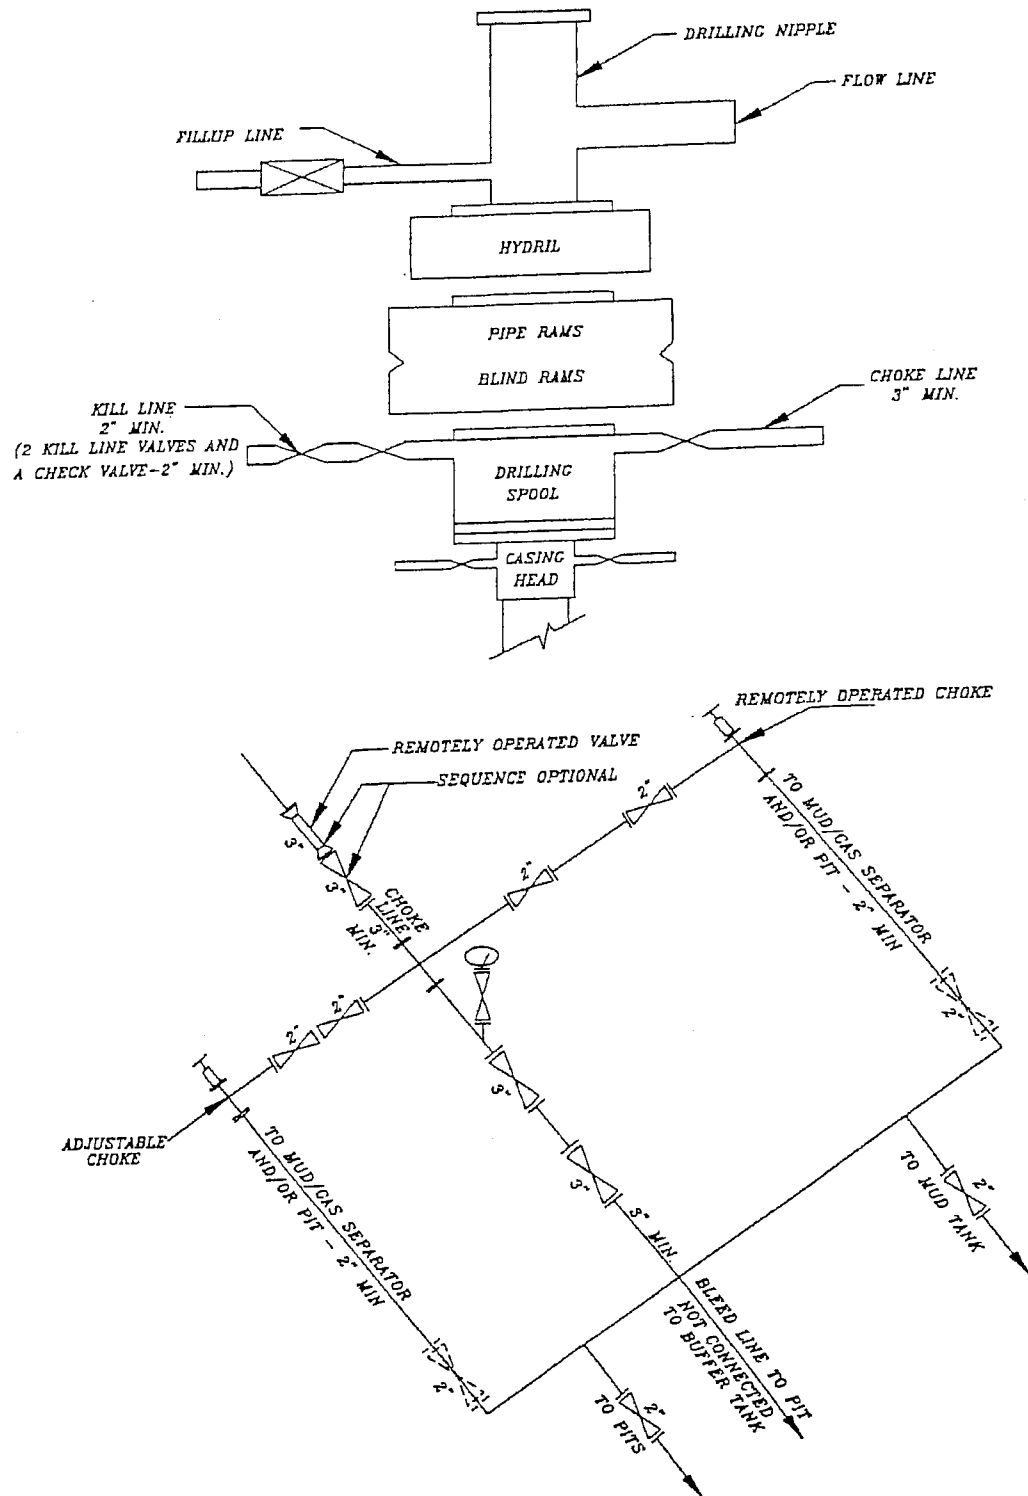 DRILLING NIPPLE
FLOW LINE
FILLUP LINE
HYDRIL
PIPE RAMS
BLIND RAMS
CHOKE LINE
3" MIN.
KILL LINE
2" MIN.
(2 KILL LINE VALVES AND
A CHECK VALVE-2" MIN.)
DRILLING
SPOOL
CASING
HEAD
REMOTELY OPERATED CHOKE
REMOTELY OPERATED VALVE
SEQUENCE OPTIONAL
3"
3"
CHOKE
LINE
3"
MIN.
2"
2"
TO MUD/GAS SEPARATOR
AND/OR PIT - 2" MIN
2"
2"
2"
3"
3"
3" MIN.
ADJUSTABLE
CHOKE
TO MUD/GAS SEPARATOR
AND/OR PIT - 2" MIN
2"
2"
TO MUD TANK
BLEED LINE TO PIT
NOT CONNECTED
TO BUFFER TANK
2"
TO PITS